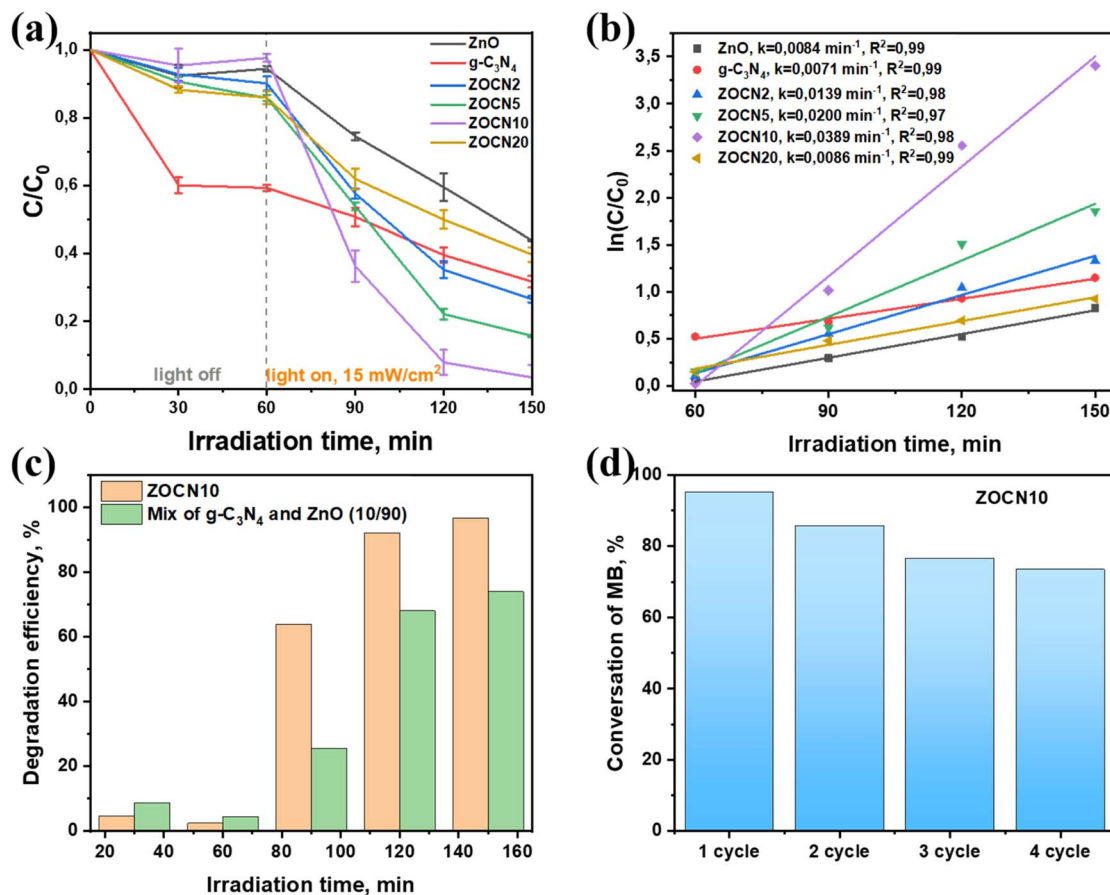 (a)
1,0
0,8
0,6
0,4
0,2
0,0
C/C₀
ZnO
g-C₃N₄
ZOCN2
ZOCN5
ZOCN10
ZOCN20
light off
light on, 15 mW/cm²
0 30 60 90 120 150
Irradiation time, min
(b)
3,5
3,0
2,5
2,0
1,5
1,0
0,5
0,0
ln(C/C₀)
ZnO, k=0,0084 min⁻¹, R²=0,99
g-C₃N₄, k=0,0071 min⁻¹, R²=0,99
ZOCN2, k=0,0139 min⁻¹, R²=0,98
ZOCN5, k=0,0200 min⁻¹, R²=0,97
ZOCN10, k=0,0389 min⁻¹, R²=0,98
ZOCN20, k=0,0086 min⁻¹, R²=0,99
60 90 120 150
Irradiation time, min
(c)
100
80
60
40
20
0
Degradation efficiency, %
ZOCN10
Mix of g-C₃N₄ and ZnO (10/90)
20 40 60 80 100 120 140 160
Irradiation time, min
(d)
100
80
60
40
20
0
Conversation of MB, %
ZOCN10
1 cycle 2 cycle 3 cycle 4 cycle